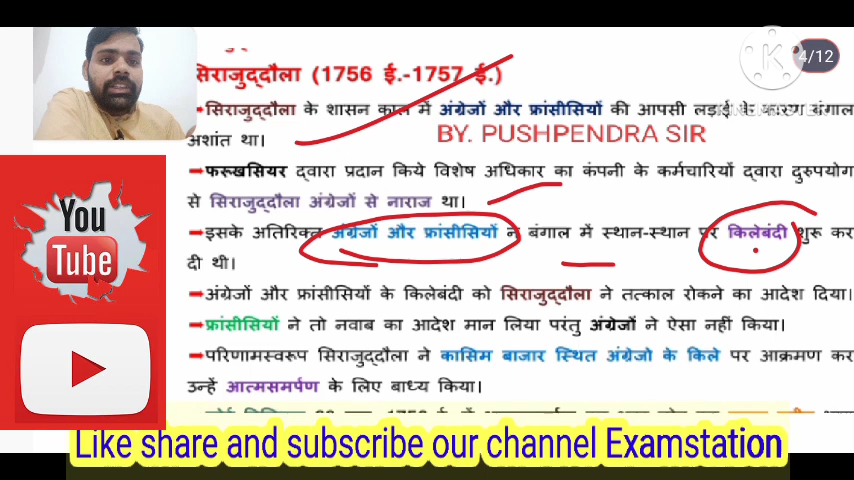 4/12
सिराजुद्दौला (1756 ई.-1757 ई.)
➡सिराजुद्दौला के शासन काल में अंग्रेजों और फ्रांसीसियों की आपसी लड़ाई के कारण बंगाल
अशांत था।
BY. PUSHPENDRA SIR
➡फरूखसियर द्वारा प्रदान किये विशेष अधिकार का कंपनी के कर्मचारियों द्वारा दुरुपयोग
से सिराजुद्दौला अंग्रेजों से नाराज था।
➡इसके अतिरिक्त अंग्रेजों और फ्रांसीसियों ने बंगाल में स्थान-स्थान पर किलेबंदी शुरू कर
दी थी।
➡अंग्रेजों और फ्रांसीसियों के किलेबंदी को सिराजुद्दौला ने तत्काल रोकने का आदेश दिया।
➡फ्रांसीसियों ने तो नवाब का आदेश मान लिया परंतु अंग्रेजों ने ऐसा नहीं किया।
➡परिणामस्वरूप सिराजुद्दौला ने कासिम बाजार स्थित अंग्रेजो के किले पर आक्रमण कर
उन्हें आत्मसमर्पण के लिए बाध्य किया।
You
Tube
Like share and subscribe our channel Examstation